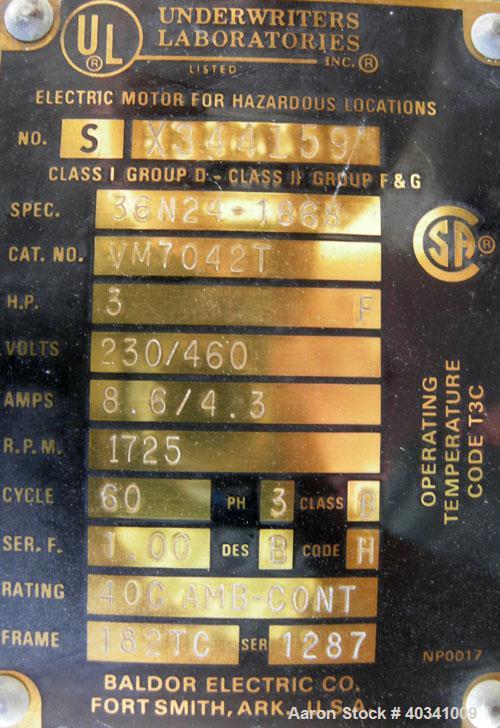 UL ®
UNDERWRITERS
LABORATORIES
INC. ®
LISTED
ELECTRIC MOTOR FOR HAZARDOUS LOCATIONS
NO. S X344159
CLASS I GROUP D - CLASS II GROUP F & G
SPEC. 36N24-1868
CAT. NO. VM7042T
H.P. 3 F
VOLTS 230/460
AMPS 8.6/4.3
R.P.M. 1725
CYCLE 60 PH 3 CLASS
SER. F. 1.00 DES B CODE H
RATING 40C AMB-CONT
FRAME 182TC SER 1287
CSA ®
OPERATING
TEMPERATURE
CODE T3C
NP0017
BALDOR ELECTRIC CO.
FORT SMITH, ARK. U.S.A.
Aaron Stock # 40341009